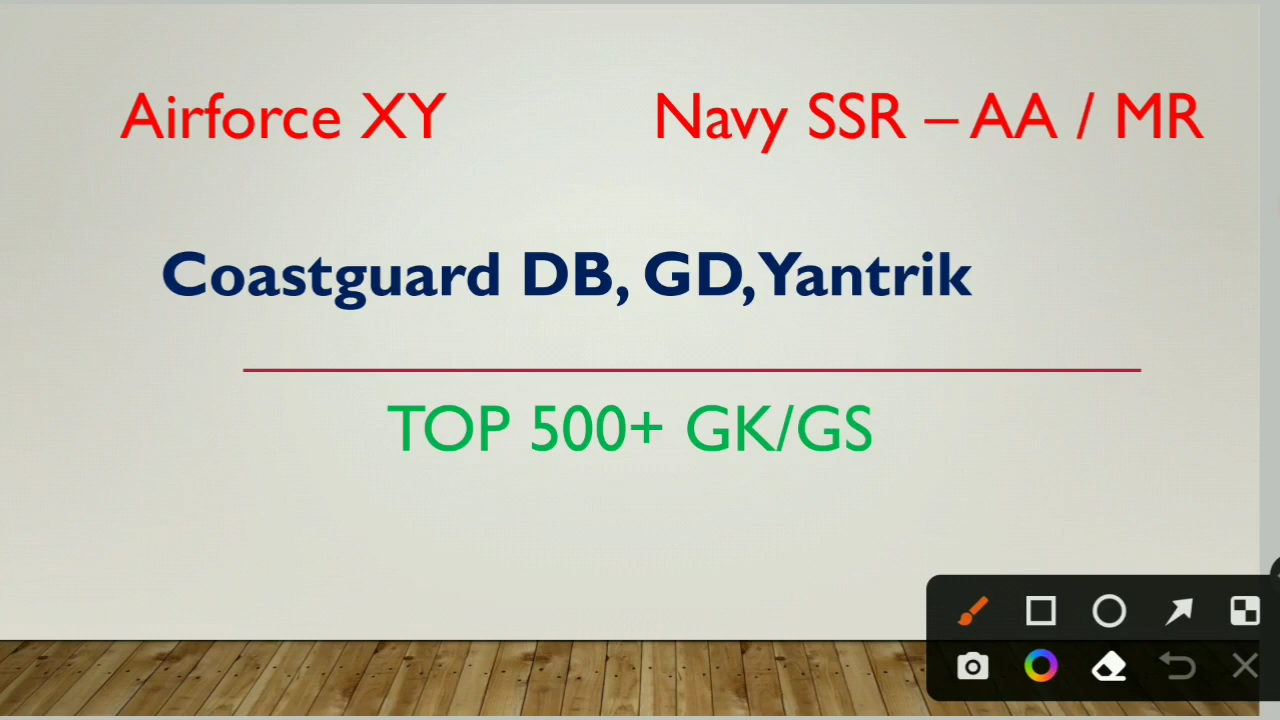 Airforce XY Navy SSR – AA / MR
Coastguard DB, GD, Yantrik
TOP 500+ GK/GS